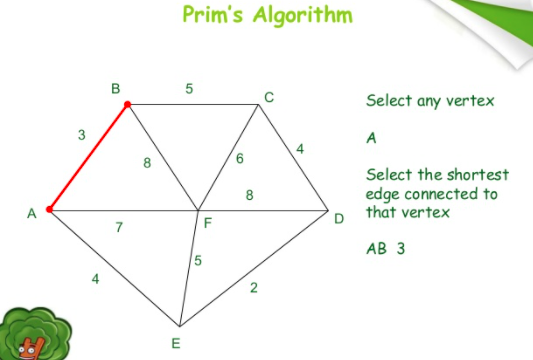 Prim's Algorithm
B
5
C
3
8
6
4
Select any vertex
A
Select the shortest
edge connected to
that vertex
AB 3
8
A
7
F
D
4
5
2
E